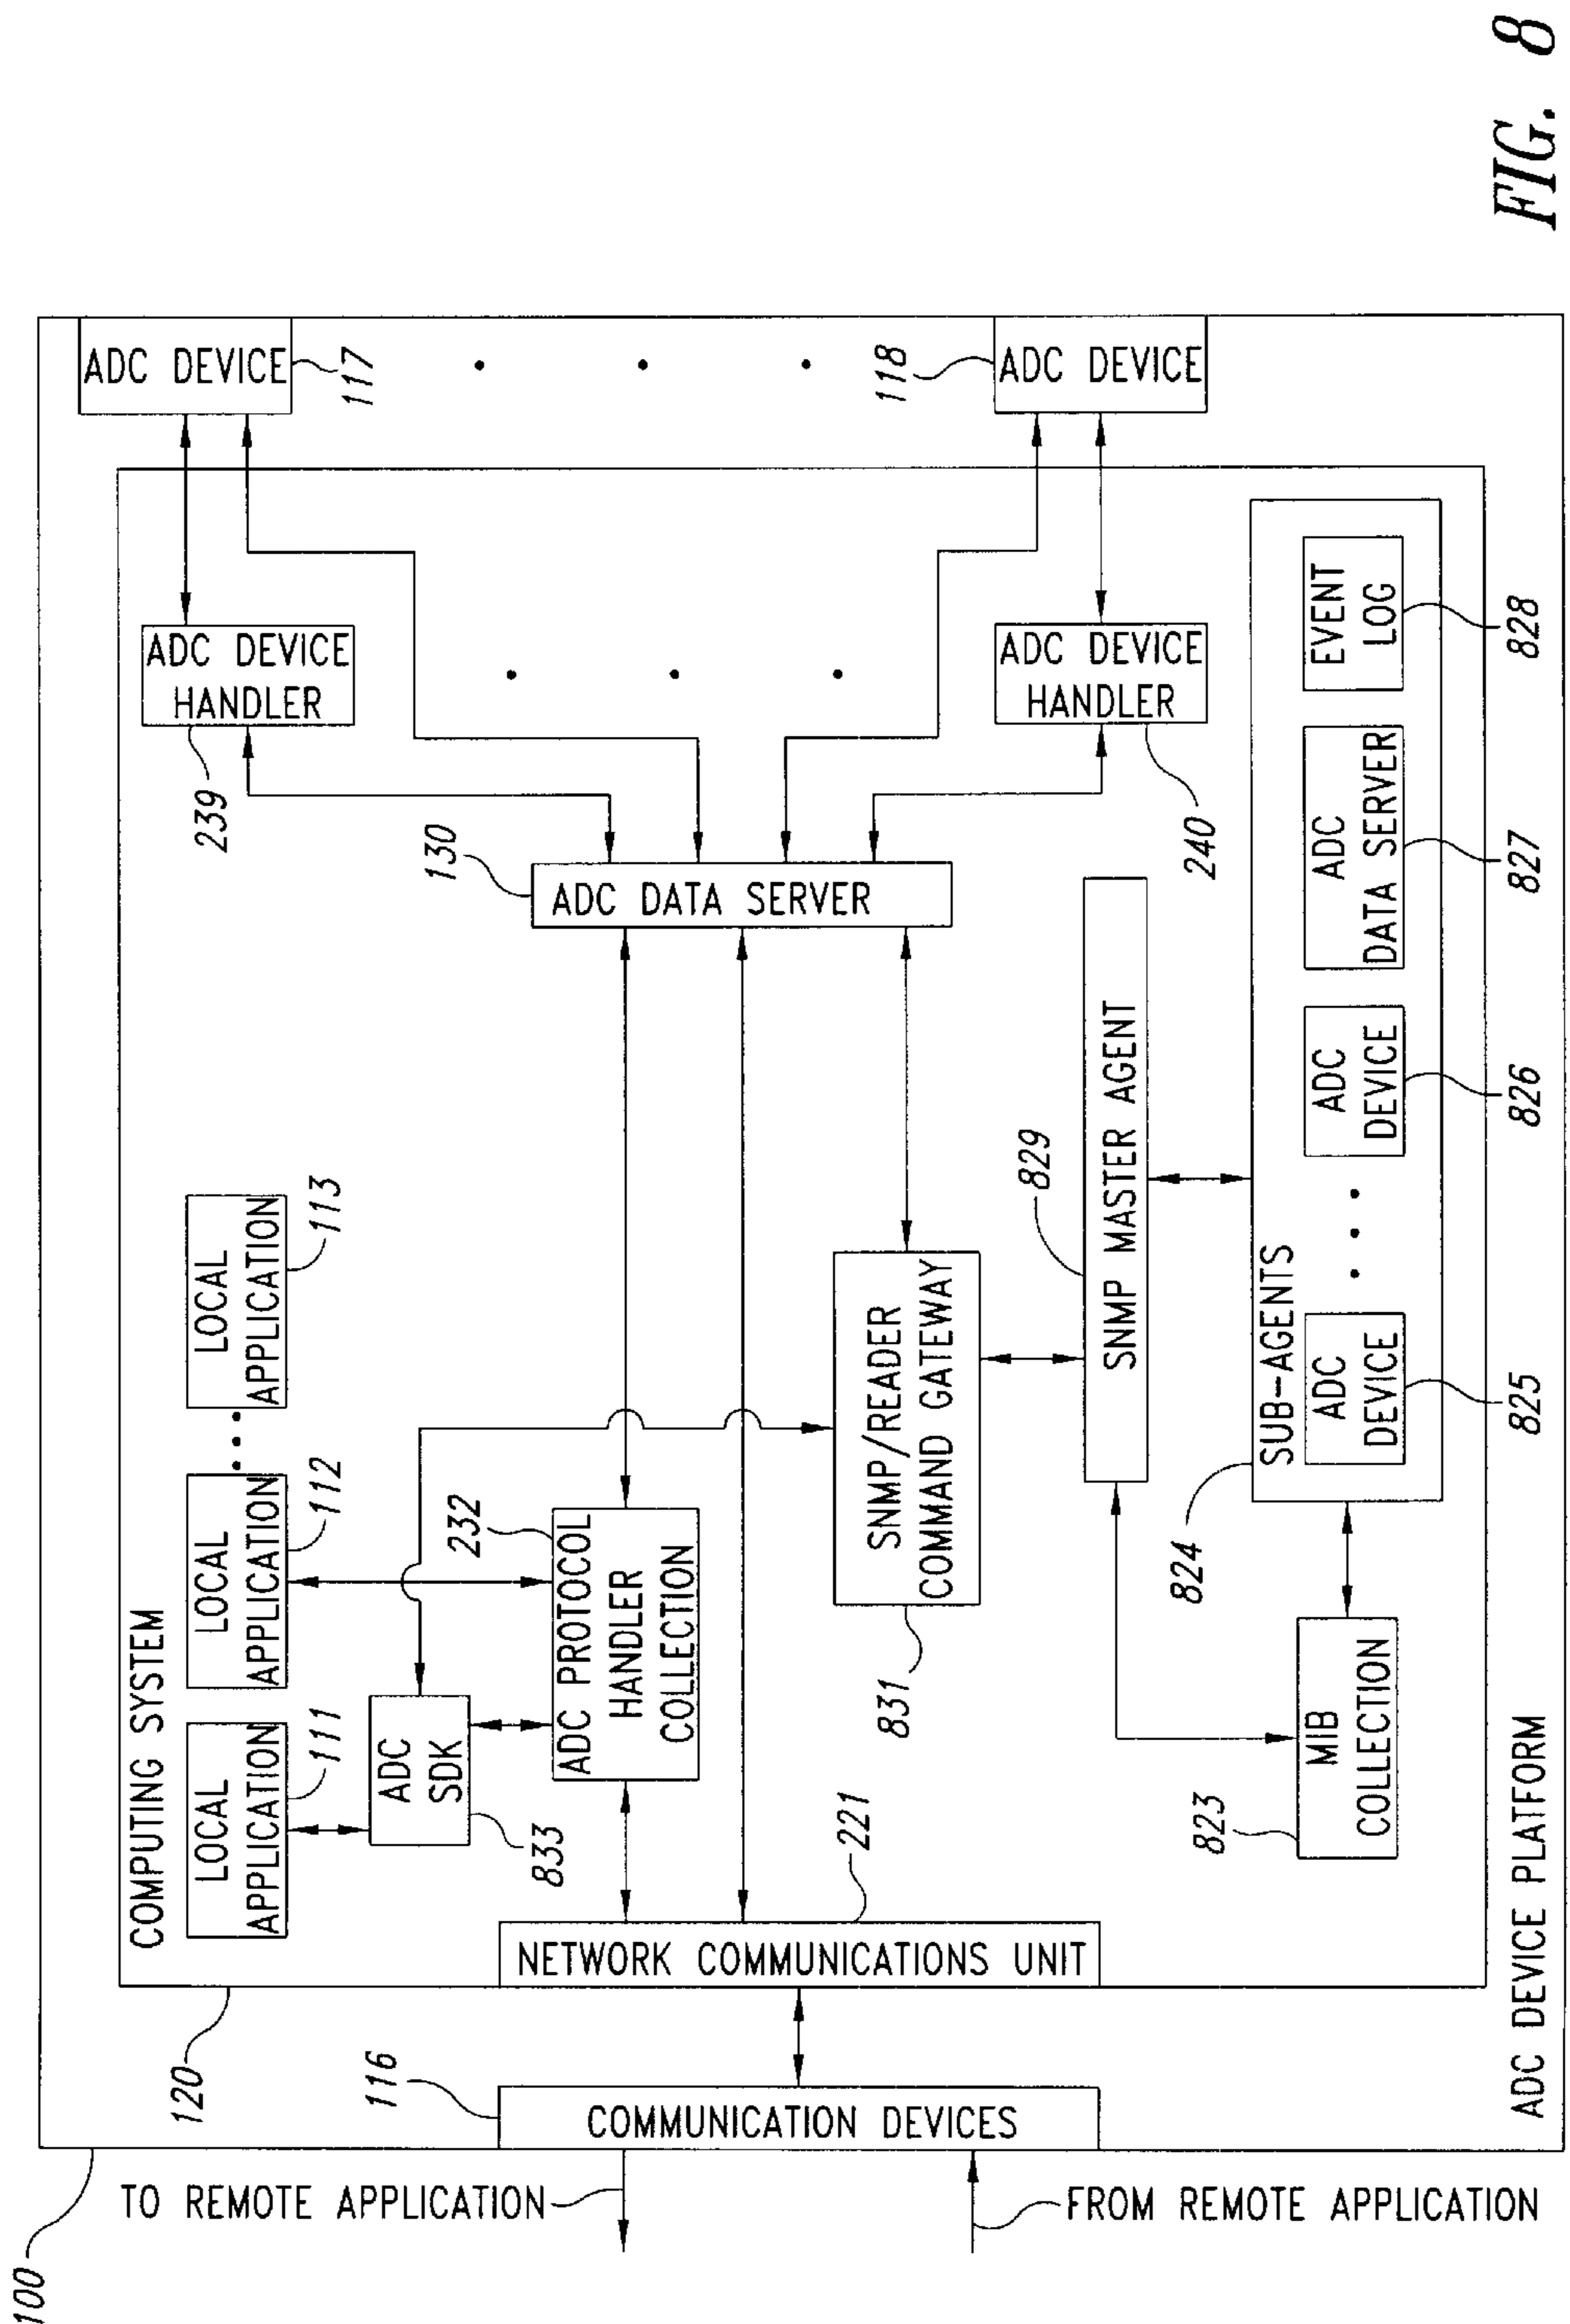 100
120
COMPUTING SYSTEM
LOCAL
APPLICATION
111
LOCAL
APPLICATION
112
LOCAL
APPLICATION
113
ADC DEVICE
HANDLER
239
ADC DEVICE
117
ADC
SDK
833
ADC PROTOCOL
HANDLER
COLLECTION
232
130
ADC DATA SERVER
116
COMMUNICATION DEVICES
NETWORK COMMUNICATIONS UNIT
221
TO REMOTE APPLICATION
FROM REMOTE APPLICATION
SNMP/READER
COMMAND GATEWAY
831
829
SNMP MASTER AGENT
ADC DEVICE
HANDLER
240
118
ADC DEVICE
823
MIB
COLLECTION
824
SUB-AGENTS
ADC
DEVICE
825
ADC
DEVICE
826
ADC
DATA SERVER
827
EVENT
LOG
828
ADC DEVICE PLATFORM
FIG. 8